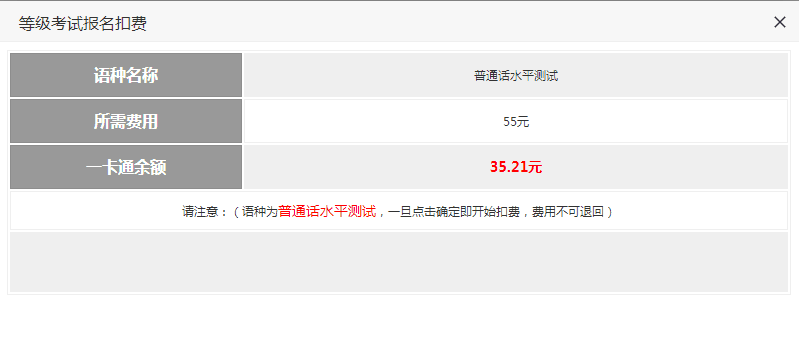 等级考试报名扣费
语种名称 普通话水平测试
所需费用 55元
一卡通余额 35.21元
请注意：（语种为普通话水平测试，一旦点击确定即开始扣费，费用不可退回）